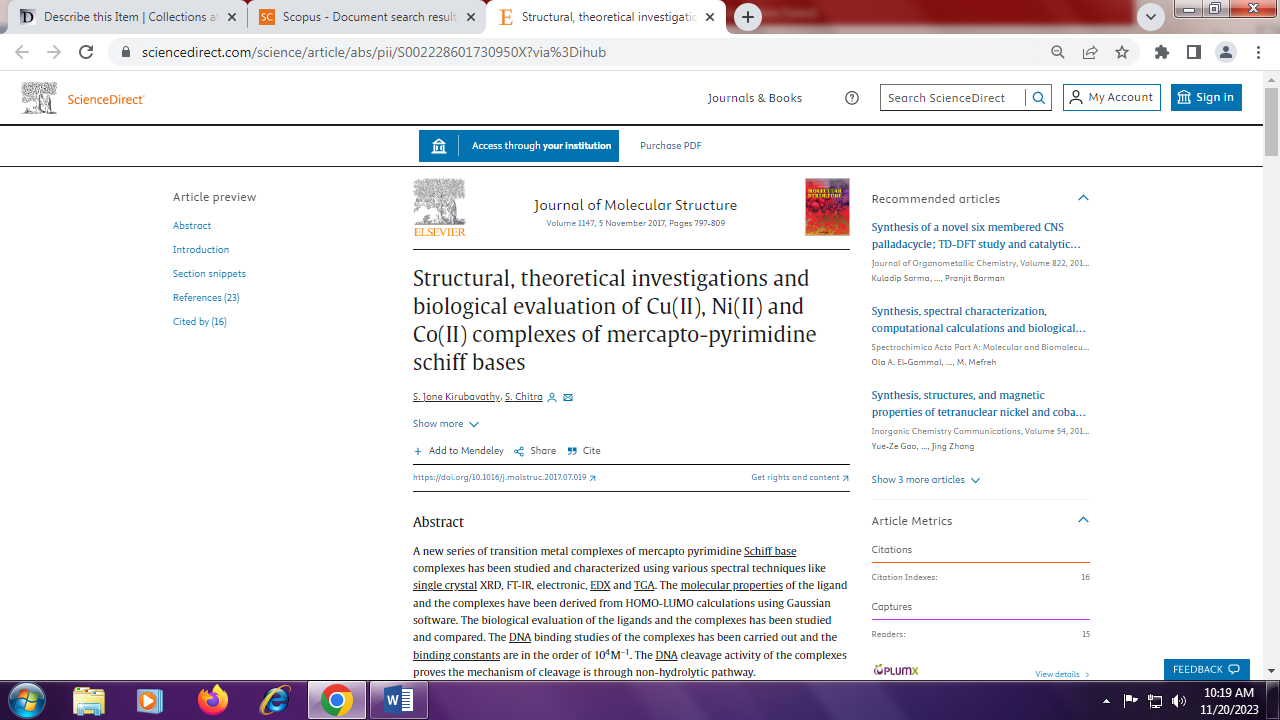 Describe this Item | Collections at
Scopus - Document search result
Structural, theoretical investigatio
sciencedirect.com/science/article/abs/pii/S002228601730950X?via%3Dihub
ScienceDirect
Journals & Books
Search ScienceDirect
My Account
Sign in
Access through your institution
Purchase PDF
Article preview
Abstract
Introduction
Section snippets
References (23)
Cited by (16)
ELSEVIER
Journal of Molecular Structure
Volume 1147, 5 November 2017, Pages 797-809
MOLECULAR STRUCTURE
Structural, theoretical investigations and
biological evaluation of Cu(II), Ni(II) and
Co(II) complexes of mercapto-pyrimidine
schiff bases
S. Jone Kirubavathy, S. Chitra
Show more
Add to Mendeley Share Cite
https://doi.org/10.1016/j.molstruc.2017.07.019
Get rights and content
Abstract
A new series of transition metal complexes of mercapto pyrimidine Schiff base
complexes has been studied and characterized using various spectral techniques like
single crystal XRD, FT-IR, electronic, EDX and TGA. The molecular properties of the ligand
and the complexes have been derived from HOMO-LUMO calculations using Gaussian
software. The biological evaluation of the ligands and the complexes has been studied
and compared. The DNA binding studies of the complexes has been carried out and the
binding constants are in the order of 10⁴M⁻¹. The DNA cleavage activity of the complexes
proves the mechanism of cleavage is through non-hydrolytic pathway.
Recommended articles
Synthesis of a novel six membered CNS
palladacycle; TD-DFT study and catalytic…
Journal of Organometallic Chemistry, Volume 822, 201…
Kuladip Sarma, …, Pranjit Barman
Synthesis, spectral characterization,
computational calculations and biological…
Spectrochimica Acta Part A: Molecular and Biomolecu…
Ola A. El-Gammal, …, M. Mefreh
Synthesis, structures, and magnetic
properties of tetranuclear nickel and coba…
Inorganic Chemistry Communications, Volume 54, 201…
Yue-Ze Gao, …, Jing Zhang
Show 3 more articles
Article Metrics
Citations
Citation Indexes: 16
Captures
Readers: 15
PLUMX
View details
FEEDBACK
10:19 AM
11/20/2023